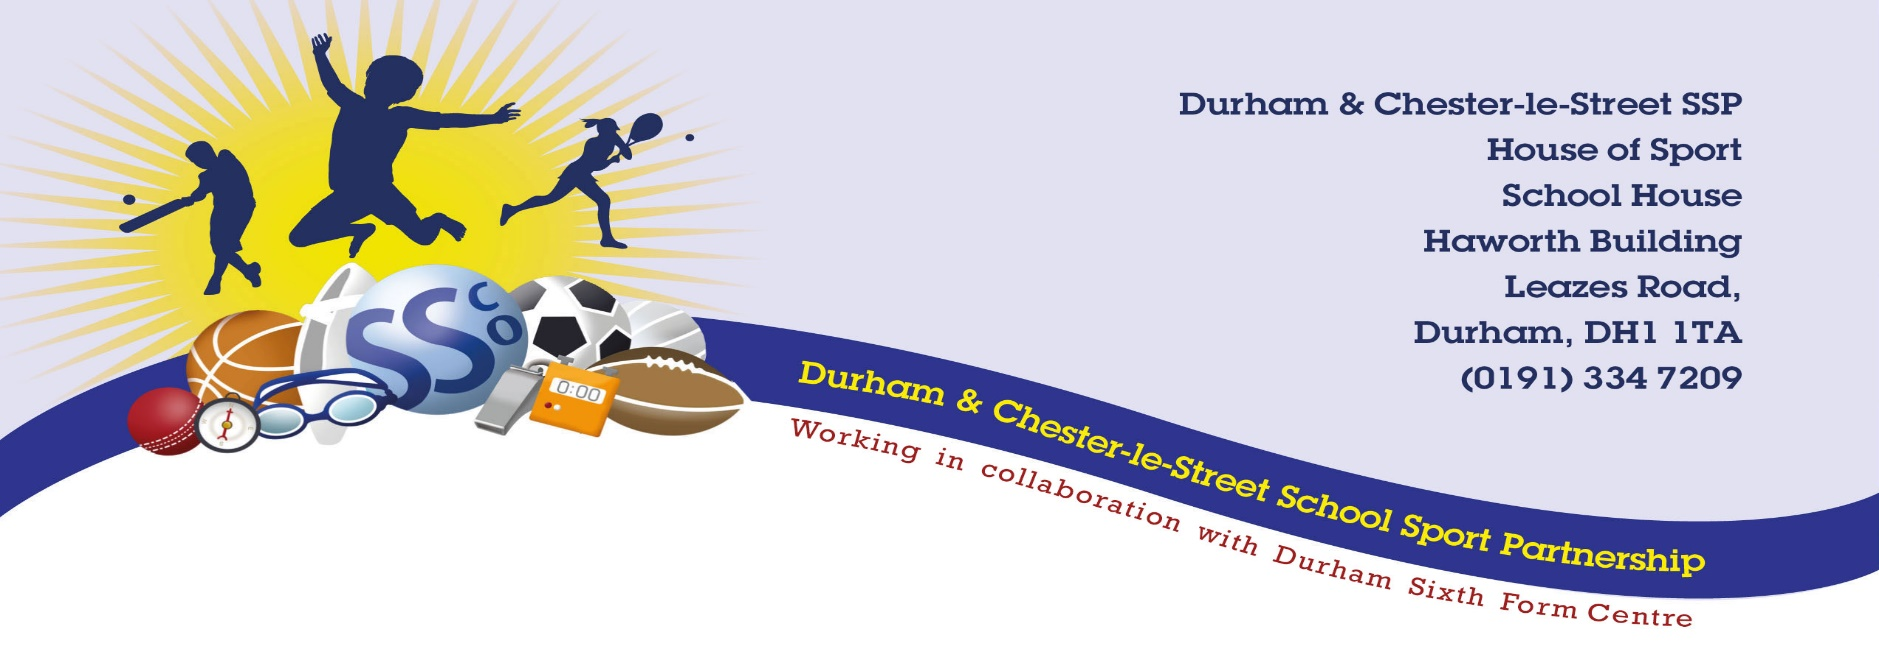 Durham & Chester-le-Street SSP
House of Sport
School House
Haworth Building
Leazes Road,
Durham, DH1 1TA
(0191) 334 7209
SSCO
0:00
Durham & Chester-le-Street School Sport Partnership
Working in collaboration with Durham Sixth Form Centre